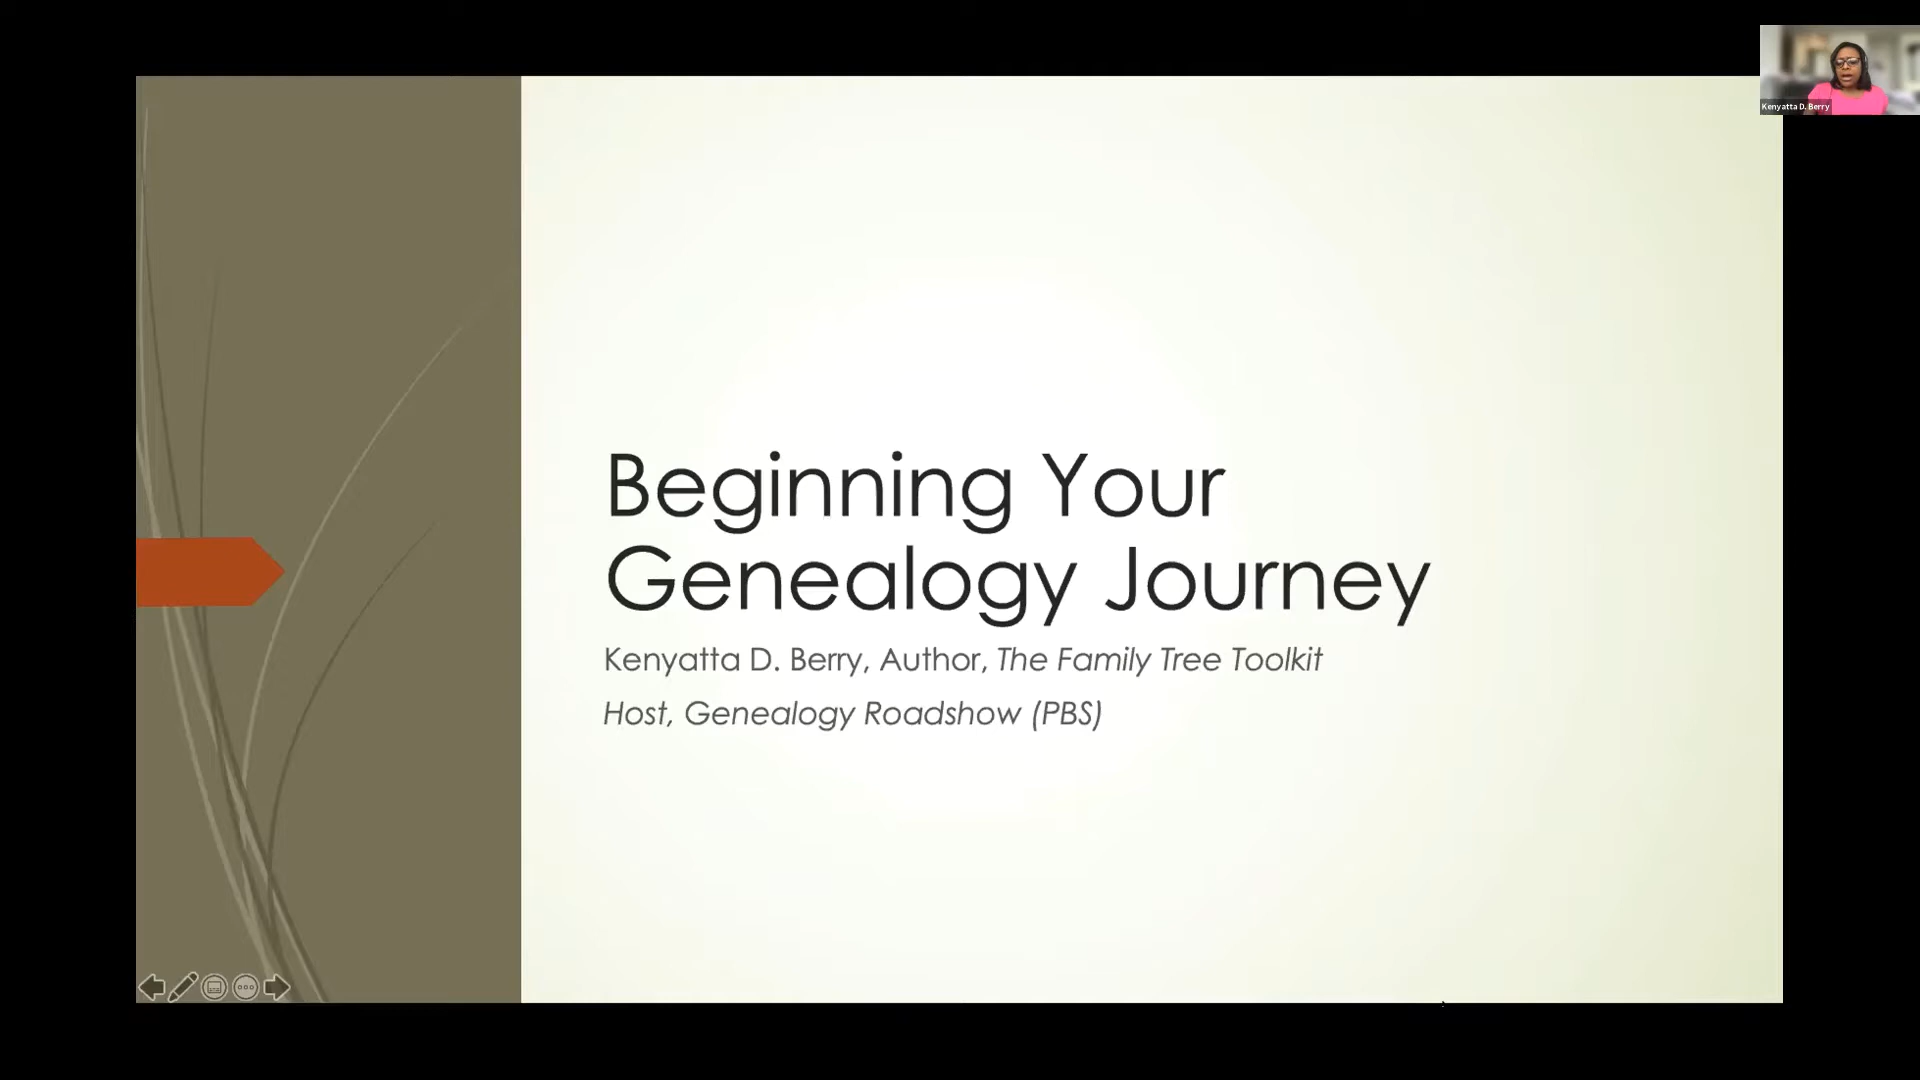 Kenyatta D. Berry
Beginning Your
Genealogy Journey
Kenyatta D. Berry, Author, The Family Tree Toolkit
Host, Genealogy Roadshow (PBS)